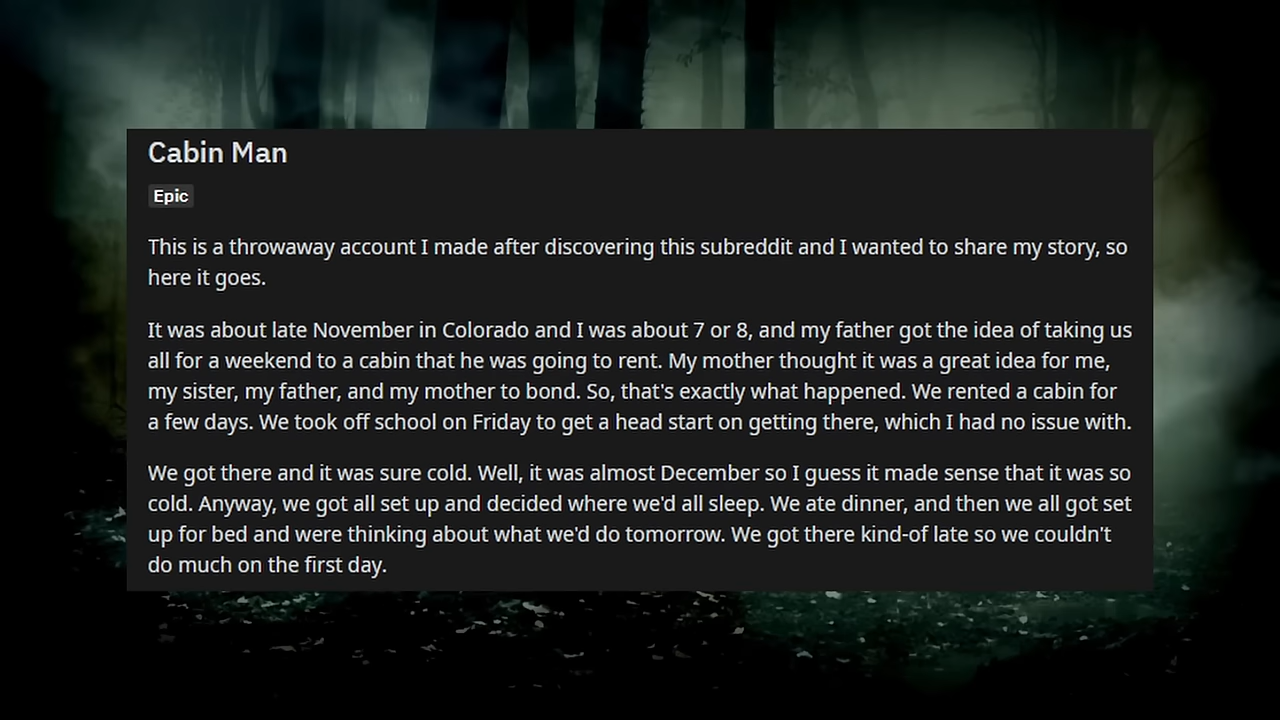 Cabin Man
Epic
This is a throwaway account I made after discovering this subreddit and I wanted to share my story, so
here it goes.
It was about late November in Colorado and I was about 7 or 8, and my father got the idea of taking us
all for a weekend to a cabin that he was going to rent. My mother thought it was a great idea for me,
my sister, my father, and my mother to bond. So, that's exactly what happened. We rented a cabin for
a few days. We took off school on Friday to get a head start on getting there, which I had no issue with.
We got there and it was sure cold. Well, it was almost December so I guess it made sense that it was so
cold. Anyway, we got all set up and decided where we'd all sleep. We ate dinner, and then we all got set
up for bed and were thinking about what we'd do tomorrow. We got there kind-of late so we couldn't
do much on the first day.